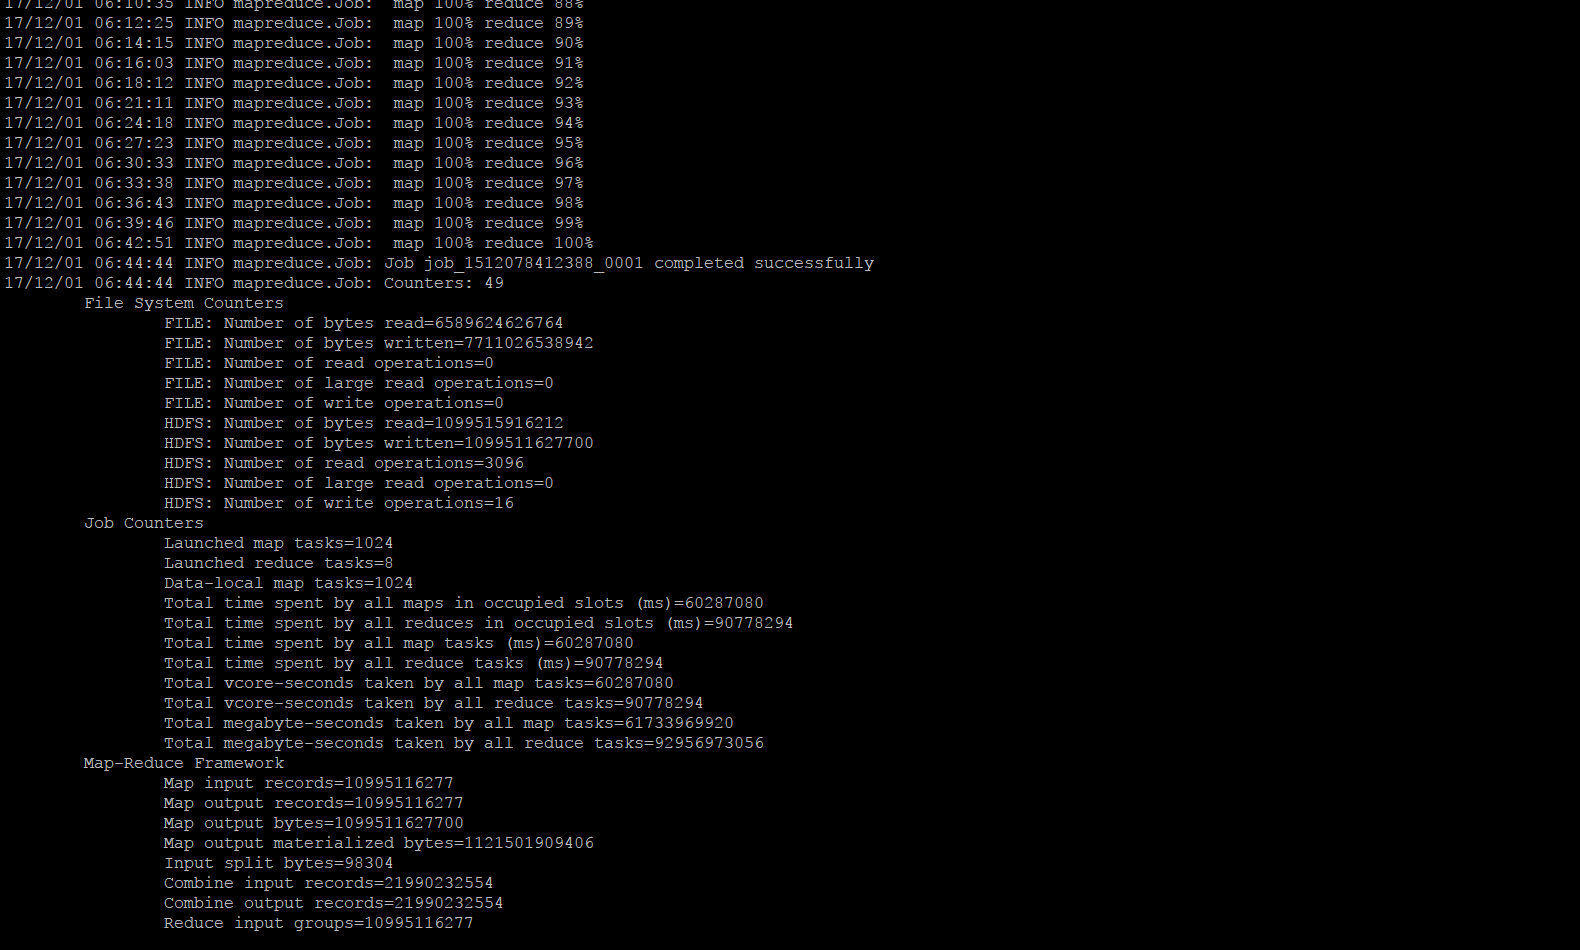 17/12/01 06:10:35 INFO mapreduce.Job:  map 100% reduce 88%
17/12/01 06:12:25 INFO mapreduce.Job:  map 100% reduce 89%
17/12/01 06:14:15 INFO mapreduce.Job:  map 100% reduce 90%
17/12/01 06:16:03 INFO mapreduce.Job:  map 100% reduce 91%
17/12/01 06:18:12 INFO mapreduce.Job:  map 100% reduce 92%
17/12/01 06:21:11 INFO mapreduce.Job:  map 100% reduce 93%
17/12/01 06:24:18 INFO mapreduce.Job:  map 100% reduce 94%
17/12/01 06:27:23 INFO mapreduce.Job:  map 100% reduce 95%
17/12/01 06:30:33 INFO mapreduce.Job:  map 100% reduce 96%
17/12/01 06:33:38 INFO mapreduce.Job:  map 100% reduce 97%
17/12/01 06:36:43 INFO mapreduce.Job:  map 100% reduce 98%
17/12/01 06:39:46 INFO mapreduce.Job:  map 100% reduce 99%
17/12/01 06:42:51 INFO mapreduce.Job:  map 100% reduce 100%
17/12/01 06:44:44 INFO mapreduce.Job: Job job_1512078412388_0001 completed successfully
17/12/01 06:44:44 INFO mapreduce.Job: Counters: 49
File System Counters
FILE: Number of bytes read=6589624626764
FILE: Number of bytes written=7711026538942
FILE: Number of read operations=0
FILE: Number of large read operations=0
FILE: Number of write operations=0
HDFS: Number of bytes read=1099515916212
HDFS: Number of bytes written=1099511627700
HDFS: Number of read operations=3096
HDFS: Number of large read operations=0
HDFS: Number of write operations=16
Job Counters
Launched map tasks=1024
Launched reduce tasks=8
Data-local map tasks=1024
Total time spent by all maps in occupied slots (ms)=60287080
Total time spent by all reduces in occupied slots (ms)=90778294
Total time spent by all map tasks (ms)=60287080
Total time spent by all reduce tasks (ms)=90778294
Total vcore-seconds taken by all map tasks=60287080
Total vcore-seconds taken by all reduce tasks=90778294
Total megabyte-seconds taken by all map tasks=61733969920
Total megabyte-seconds taken by all reduce tasks=92956973056
Map-Reduce Framework
Map input records=10995116277
Map output records=10995116277
Map output bytes=1099511627700
Map output materialized bytes=1121501909406
Input split bytes=98304
Combine input records=21990232554
Combine output records=21990232554
Reduce input groups=10995116277